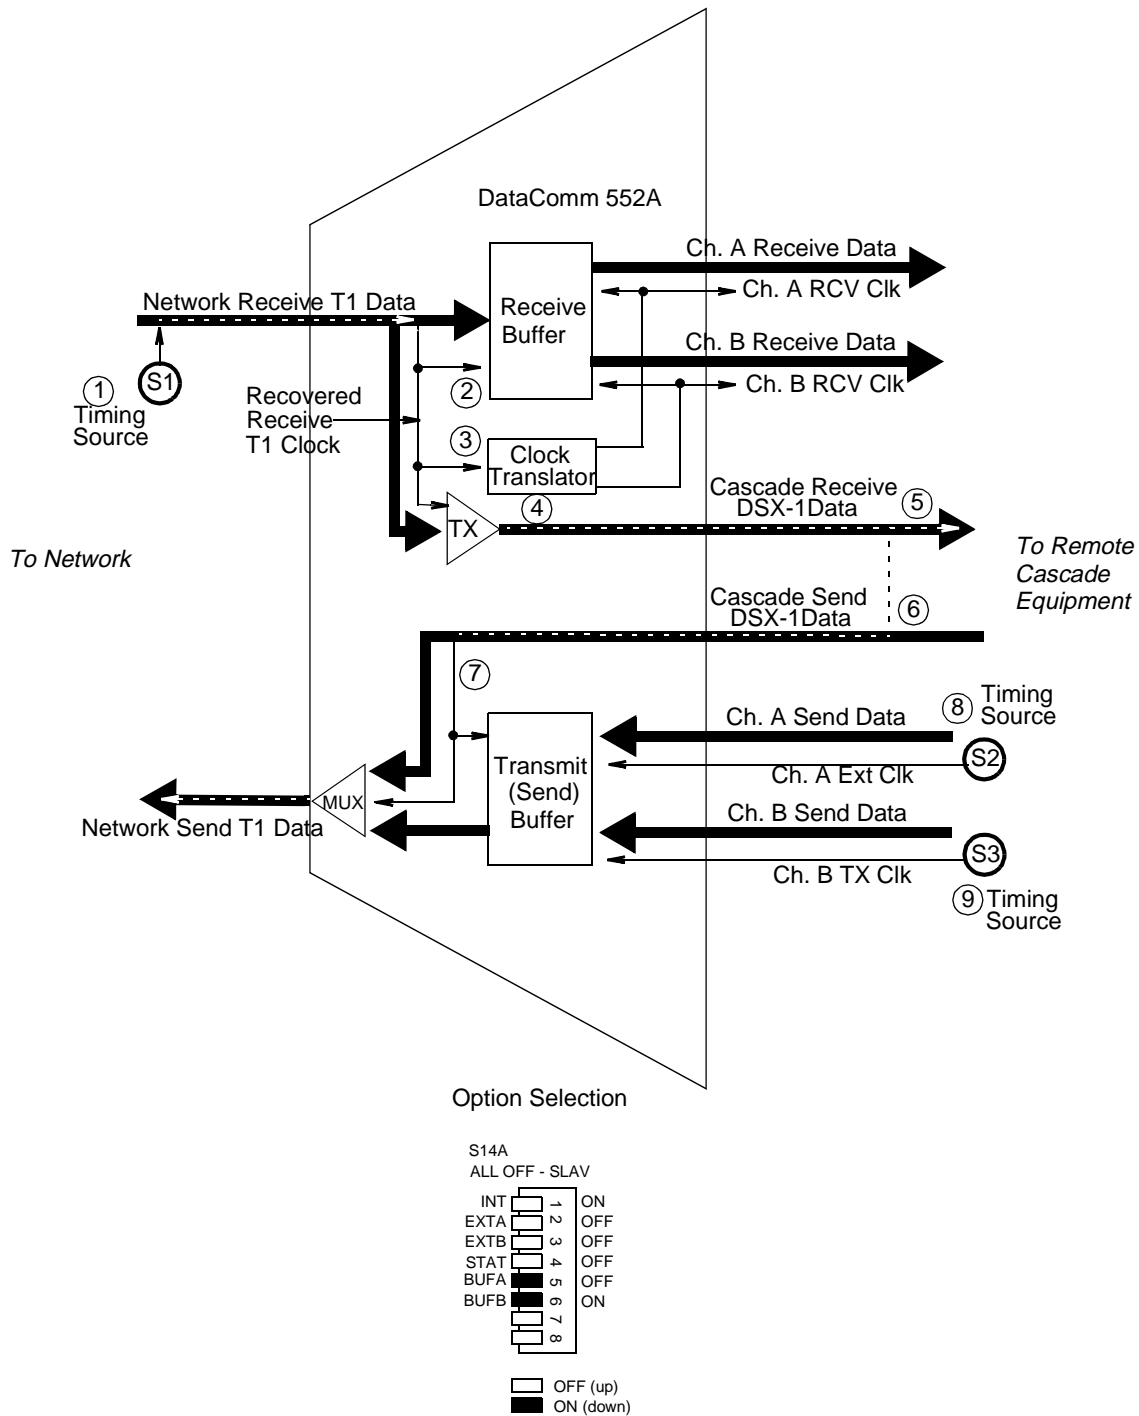 DataComm 552A
Ch. A Receive Data
Ch. A RCV Clk
Network Receive T1 Data
Receive
Buffer
Ch. B Receive Data
Ch. B RCV Clk
1
S1
Timing
Source
2
Recovered
Receive
T1 Clock
3
Clock
Translator
4
TX
Cascade Receive
DSX-1Data
5
To Network
To Remote
Cascade
Equipment
Cascade Send
DSX-1Data
6
7
8
Timing
Source
Ch. A Send Data
S2
Ch. A Ext Clk
Transmit
(Send)
Buffer
MUX
Network Send T1 Data
Ch. B Send Data
S3
Ch. B TX Clk
9
Timing
Source
Option Selection
S14A
ALL OFF - SLAV
INT 1 ON
EXTA 2 OFF
EXTB 3 OFF
STAT 4 OFF
BUFA 5 OFF
BUFB 6 ON
7
8
OFF (up)
ON (down)